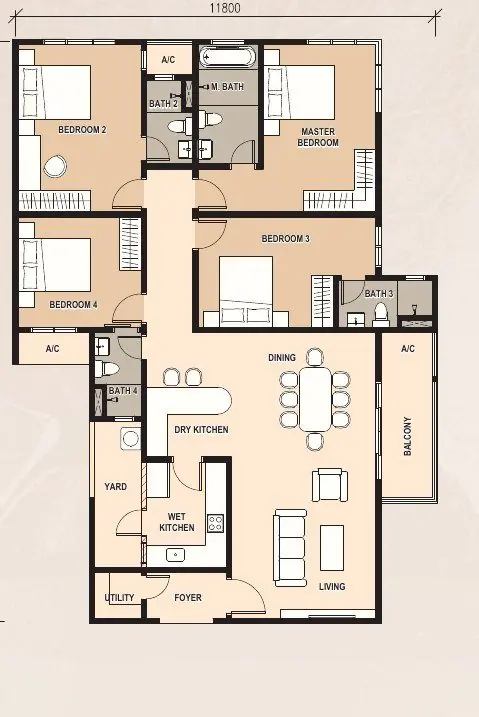 11800
A/C
BATH 2
M. BATH
BEDROOM 2
MASTER
BEDROOM
BEDROOM 3
BEDROOM 4
BATH 3
A/C
DINING
A/C
BATH 4
DRY KITCHEN
BALCONY
YARD
WET
KITCHEN
LIVING
UTILITY
FOYER